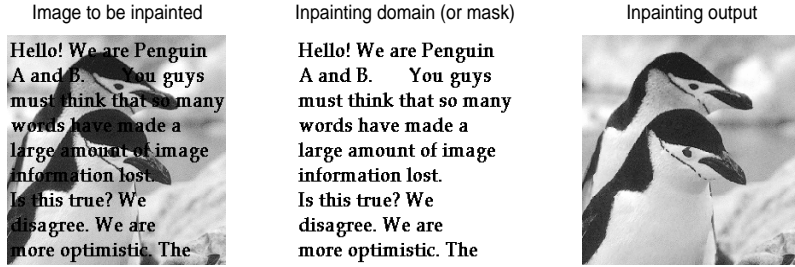 Image to be inpainted
Inpainting domain (or mask)
Inpainting output
Hello! We are Penguin
A and B. You guys
must think that so many
words have made a
large amount of image
information lost.
Is this true? We
disagree. We are
more optimistic. The
Hello! We are Penguin
A and B. You guys
must think that so many
words have made a
large amount of image
information lost.
Is this true? We
disagree. We are
more optimistic. The